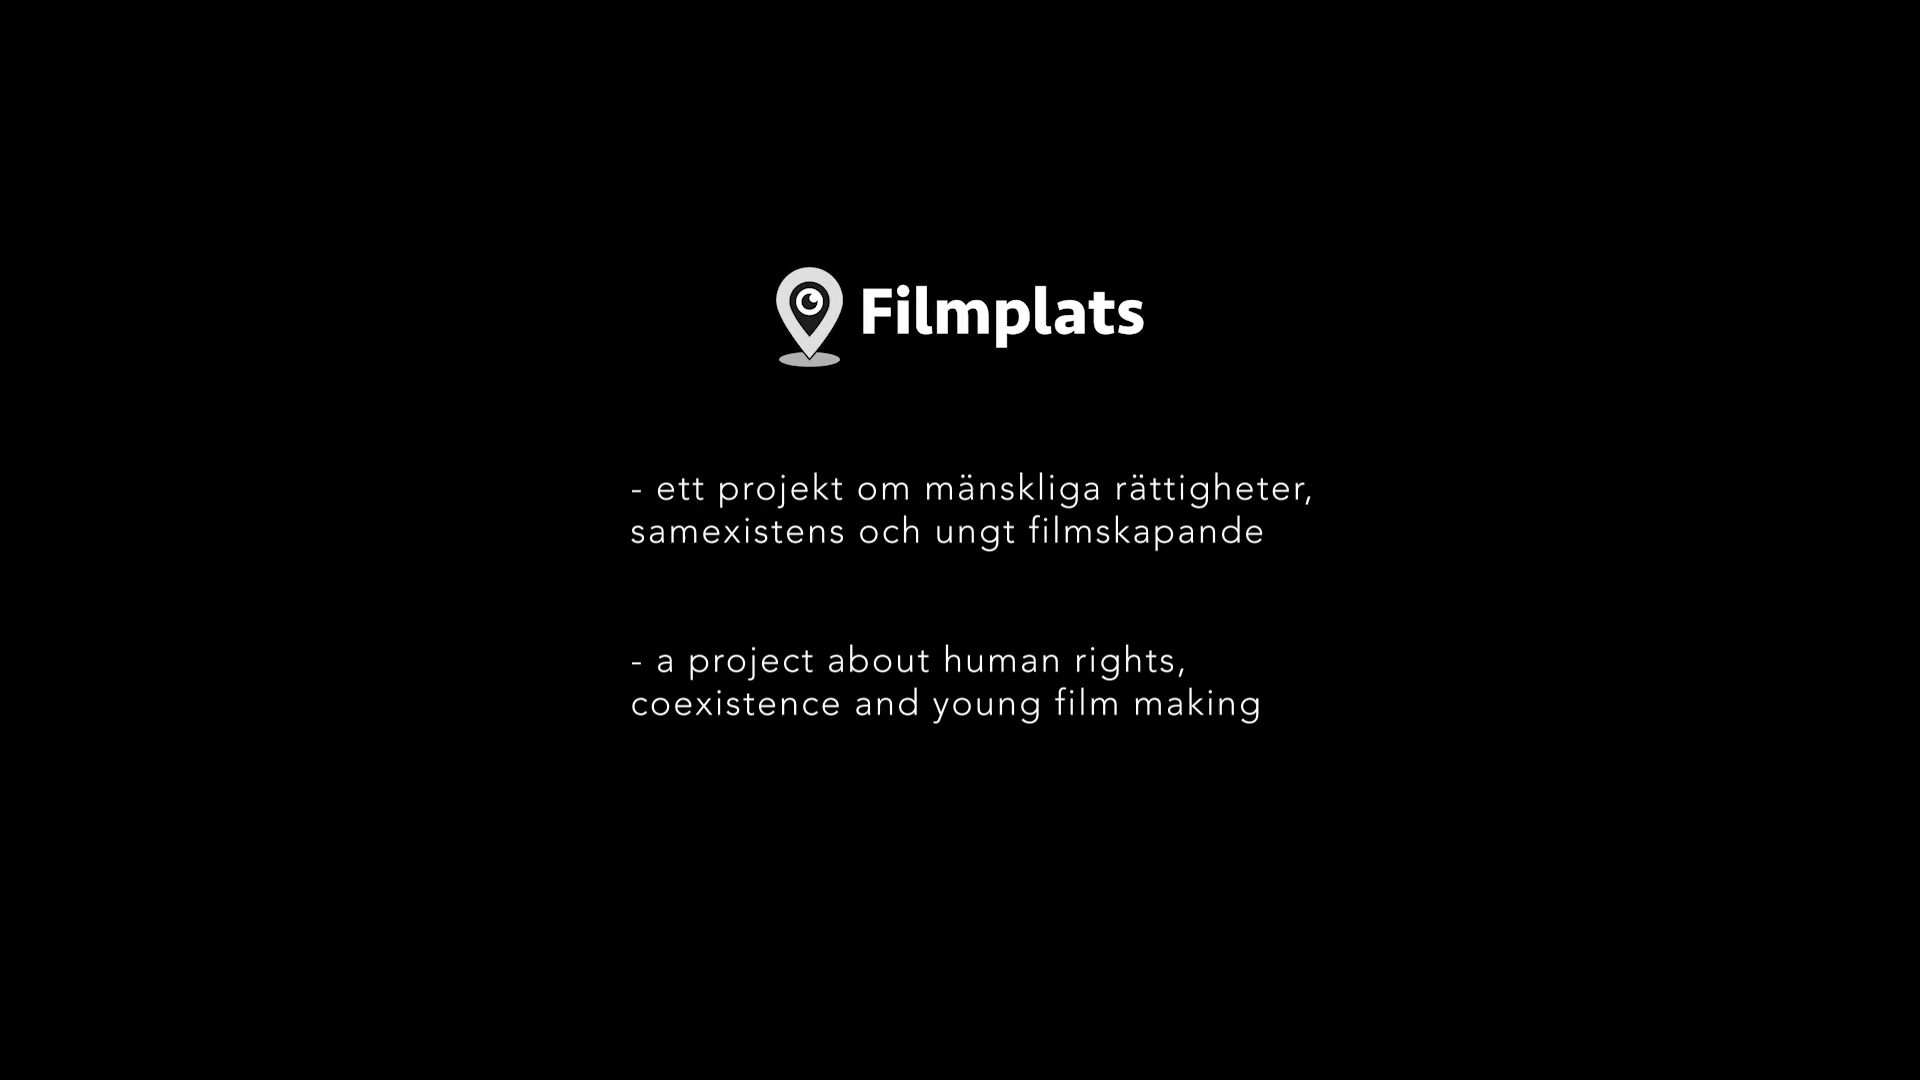 Filmplats
- ett projekt om mänskliga rättigheter,
samexistens och ungt filmskapande
- a project about human rights,
coexistence and young film making